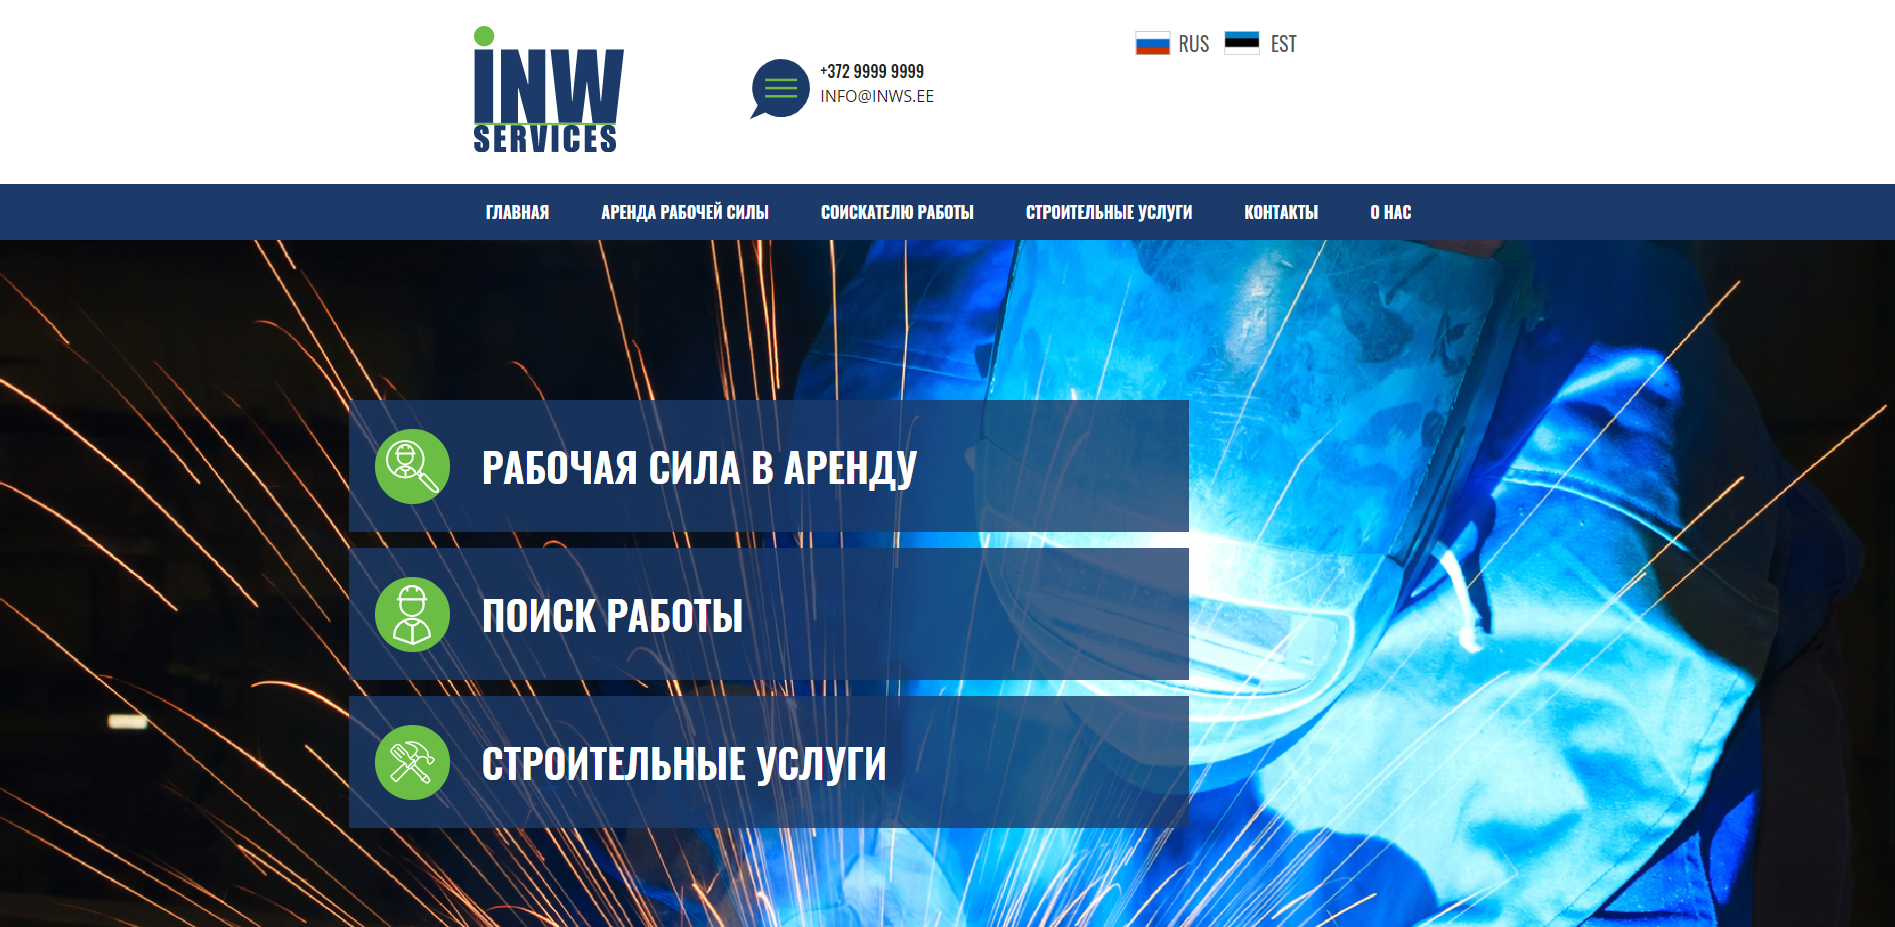 iNW
SERVICES
+372 9999 9999
INFO@INWS.EE
RUS EST
ГЛАВНАЯ АРЕНДА РАБОЧЕЙ СИЛЫ СОИСКАТЕЛЮ РАБОТЫ СТРОИТЕЛЬНЫЕ УСЛУГИ КОНТАКТЫ О НАС
РАБОЧАЯ СИЛА В АРЕНДУ
ПОИСК РАБОТЫ
СТРОИТЕЛЬНЫЕ УСЛУГИ